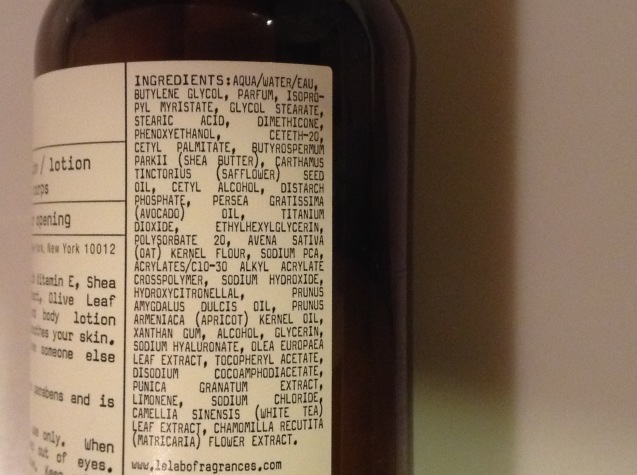 INGREDIENTS:AQUA/WATER/EAU,
BUTYLENE GLYCOL, PARFUM, ISOPRO-
PYL MYRISTATE, GLYCOL STEARATE,
STEARIC ACID, DIMETHICONE,
PHENOXYETHANOL, CETETH-20,
CETYL PALMITATE, BUTYROSPERMUM
PARKII (SHEA BUTTER), CARTHAMUS
TINCTORIUS (SAFFLOWER) SEED
OIL, CETYL ALCOHOL, DISTARCH
PHOSPHATE, PERSEA GRATISSIMA
(AVOCADO) OIL, TITANIUM
DIOXIDE, ETHYLHEXYLGLYCERIN,
POLYSORBATE 20, AVENA SATIVA
(OAT) KERNEL FLOUR, SODIUM PCA,
ACRYLATES/C10-30 ALKYL ACRYLATE
CROSSPOLYMER, SODIUM HYDROXIDE,
HYDROXYCITRONELLAL, PRUNUS
AMYGDALUS DULCIS OIL, PRUNUS
ARMENIACA (APRICOT) KERNEL OIL,
XANTHAN GUM, ALCOHOL, GLYCERIN,
SODIUM HYALURONATE, OLEA EUROPAEA
LEAF EXTRACT, TOCOPHERYL ACETATE,
DISODIUM COCOAMPHODIACETATE,
PUNICA GRANATUM EXTRACT,
LIMONENE, SODIUM CHLORIDE,
CAMELLIA SINENSIS (WHITE TEA)
LEAF EXTRACT, CHAMOMILLA RECUTITA
(MATRICARIA) FLOWER EXTRACT.
www.lelabofragrances.com
/ lotion
corps
opening
New York 10012
vitamin E, Shea
Olive Leaf
body lotion
your skin.
someone else
parabens and is
use only. When
out of eyes.